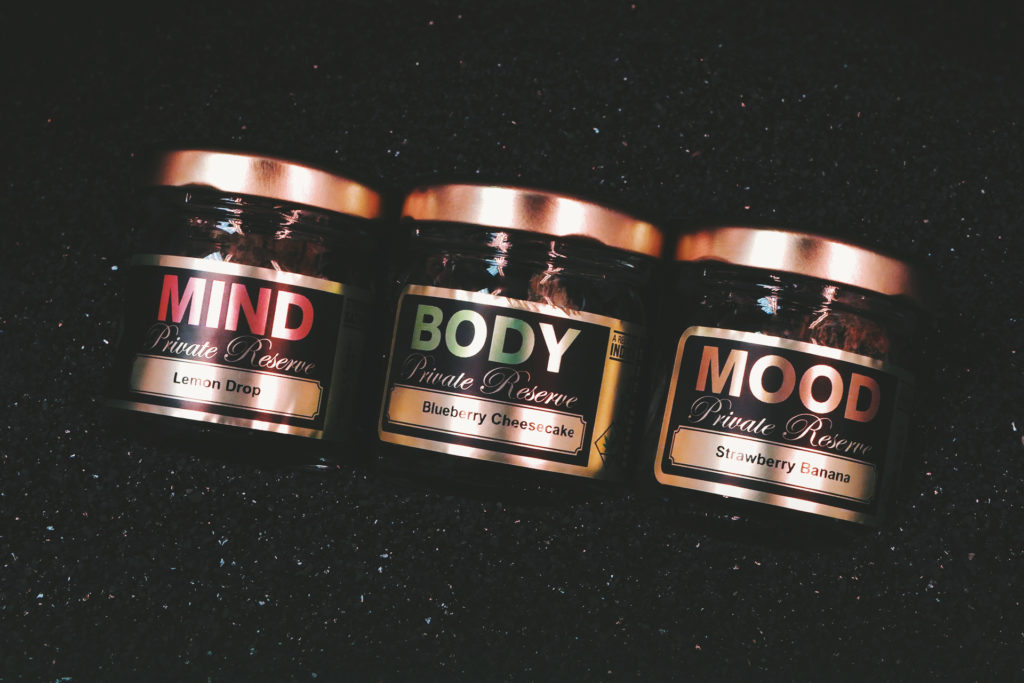 MIND
Private Reserve
Lemon Drop
BODY
Private Reserve
Blueberry Cheesecake
MOOD
Private Reserve
Strawberry Banana